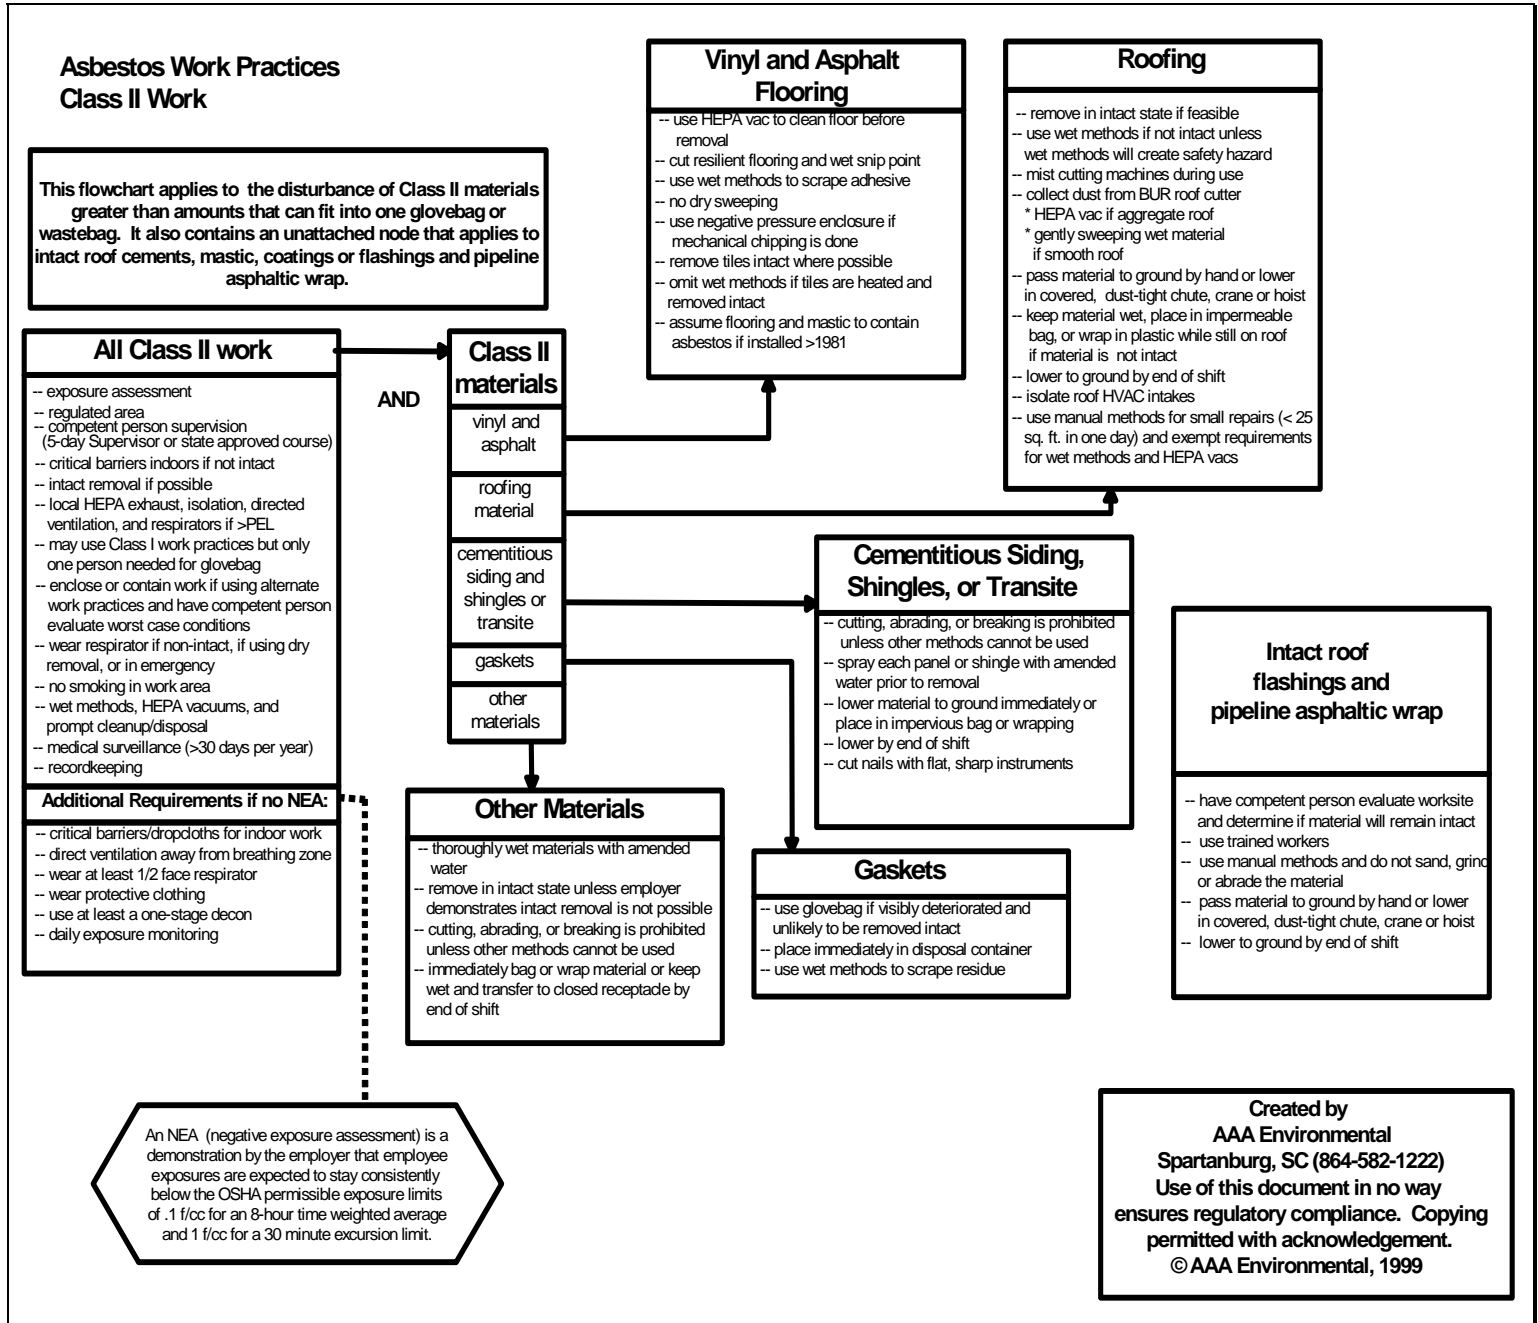 Asbestos Work Practices
Class II Work
This flowchart applies to the disturbance of Class II materials
greater than amounts that can fit into one glovebag or
wastebag. It also contains an unattached node that applies to
intact roof cements, mastic, coatings or flashings and pipeline
asphaltic wrap.
All Class II work
-- exposure assessment
-- regulated area
-- competent person supervision
(5-day Supervisor or state approved course)
-- critical barriers indoors if not intact
-- intact removal if possible
-- local HEPA exhaust, isolation, directed
ventilation, and respirators if >PEL
-- may use Class I work practices but only
one person needed for glovebag
-- enclose or contain work if using alternate
work practices and have competent person
evaluate worst case conditions
-- wear respirator if non-intact, if using dry
removal, or in emergency
-- no smoking in work area
-- wet methods, HEPA vacuums, and
prompt cleanup/disposal
-- medical surveillance (>30 days per year)
-- recordkeeping
Additional Requirements if no NEA:
-- critical barriers/dropcloths for indoor work
-- direct ventilation away from breathing zone
-- wear at least 1/2 face respirator
-- wear protective clothing
-- use at least a one-stage decon
-- daily exposure monitoring
An NEA (negative exposure assessment) is a
demonstration by the employer that employee
exposures are expected to stay consistently
below the OSHA permissible exposure limits
of .1 f/cc for an 8-hour time weighted average
and 1 f/cc for a 30 minute excursion limit.
AND
Class II
materials
vinyl and
asphalt
roofing
material
cementitious
siding and
shingles or
transite
gaskets
other
materials
Vinyl and Asphalt
Flooring
-- use HEPA vac to clean floor before
removal
-- cut resilient flooring and wet snip point
-- use wet methods to scrape adhesive
-- no dry sweeping
-- use negative pressure enclosure if
mechanical chipping is done
-- remove tiles intact where possible
-- omit wet methods if tiles are heated and
removed intact
-- assume flooring and mastic to contain
asbestos if installed >1981
Roofing
-- remove in intact state if feasible
-- use wet methods if not intact unless
wet methods will create safety hazard
-- mist cutting machines during use
-- collect dust from BUR roof cutter
* HEPA vac if aggregate roof
* gently sweeping wet material
if smooth roof
-- pass material to ground by hand or lower
in covered, dust-tight chute, crane or hoist
-- keep material wet, place in impermeable
bag, or wrap in plastic while still on roof
if material is not intact
-- lower to ground by end of shift
-- isolate roof HVAC intakes
-- use manual methods for small repairs (< 25
sq. ft. in one day) and exempt requirements
for wet methods and HEPA vacs
Cementitious Siding,
Shingles, or Transite
-- cutting, abrading, or breaking is prohibited
unless other methods cannot be used
-- spray each panel or shingle with amended
water prior to removal
-- lower material to ground immediately or
place in impervious bag or wrapping
-- lower by end of shift
-- cut nails with flat, sharp instruments
Other Materials
-- thoroughly wet materials with amended
water
-- remove in intact state unless employer
demonstrates intact removal is not possible
-- cutting, abrading, or breaking is prohibited
unless other methods cannot be used
-- immediately bag or wrap material or keep
wet and transfer to closed receptacle by
end of shift
Gaskets
-- use glovebag if visibly deteriorated and
unlikely to be removed intact
-- place immediately in disposal container
-- use wet methods to scrape residue
Intact roof
flashings and
pipeline asphaltic wrap
-- have competent person evaluate worksite
and determine if material will remain intact
-- use trained workers
-- use manual methods and do not sand, grind
or abrade the material
-- pass material to ground by hand or lower
in covered, dust-tight chute, crane or hoist
-- lower to ground by end of shift
Created by
AAA Environmental
Spartanburg, SC (864-582-1222)
Use of this document in no way
ensures regulatory compliance. Copying
permitted with acknowledgement.
© AAA Environmental, 1999